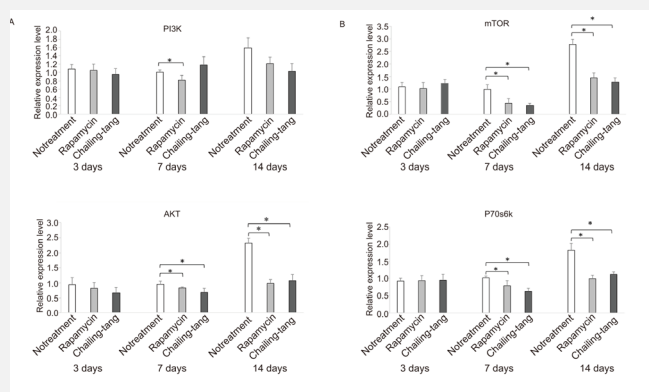 A
PI3K
Relative expression level
2.0
1.8
1.6
1.4
1.2
1.0
0.8
0.6
0.4
0.2
0.0
*
Notreatment
Rapamycin
Chailing-tang
Notreatment
Rapamycin
Chailing-tang
Notreatment
Rapamycin
Chailing-tang
3 days
7 days
14 days
B
mTOR
Relative expression level
3.5
3.0
2.5
2.0
1.5
1.0
0.5
0.0
*
*
*
*
Notreatment
Rapamycin
Chailing-tang
Notreatment
Rapamycin
Chailing-tang
Notreatment
Rapamycin
Chailing-tang
3 days
7 days
14 days
AKT
Relative expression level
3.0
2.5
2.0
1.5
1.0
0.5
0.0
*
*
*
*
Notreatment
Rapamycin
Chailing-tang
Notreatment
Rapamycin
Chailing-tang
Notreatment
Rapamycin
Chailing-tang
3 days
7 days
14 days
P70s6k
Relative expression level
2.5
2.0
1.5
1.0
0.5
0.0
*
*
*
*
Notreatment
Rapamycin
Chailing-tang
Notreatment
Rapamycin
Chailing-tang
Notreatment
Rapamycin
Chailing-tang
3 days
7 days
14 days